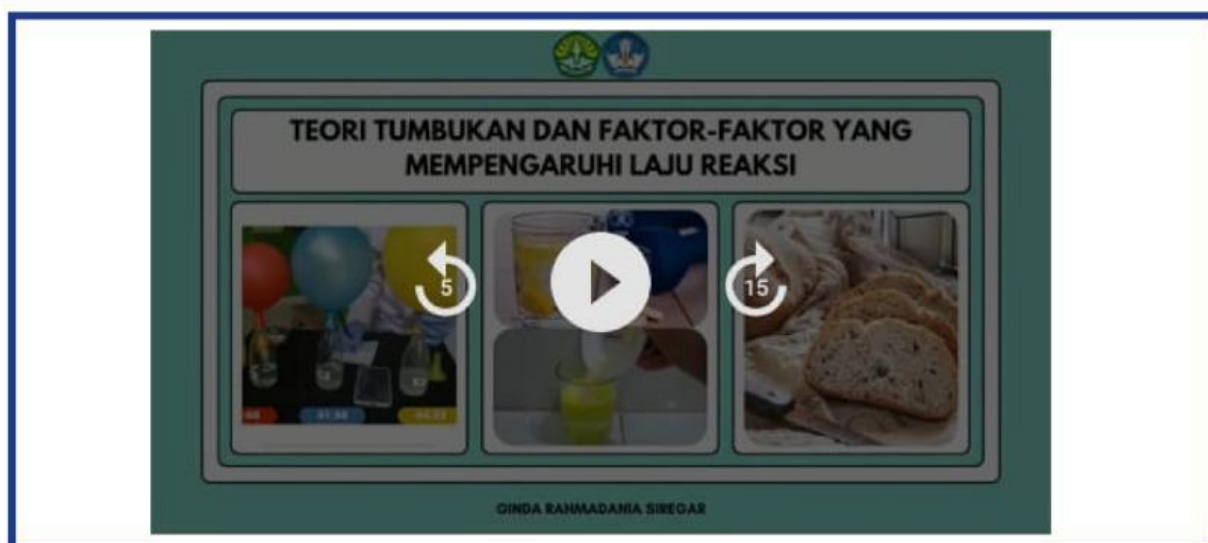 TEORI TUMBUKAN DAN FAKTOR-FAKTOR YANG
MEMPENGARUHI LAJU REAKSI
5
15
GINDA RAHMADANIA SIREGAR